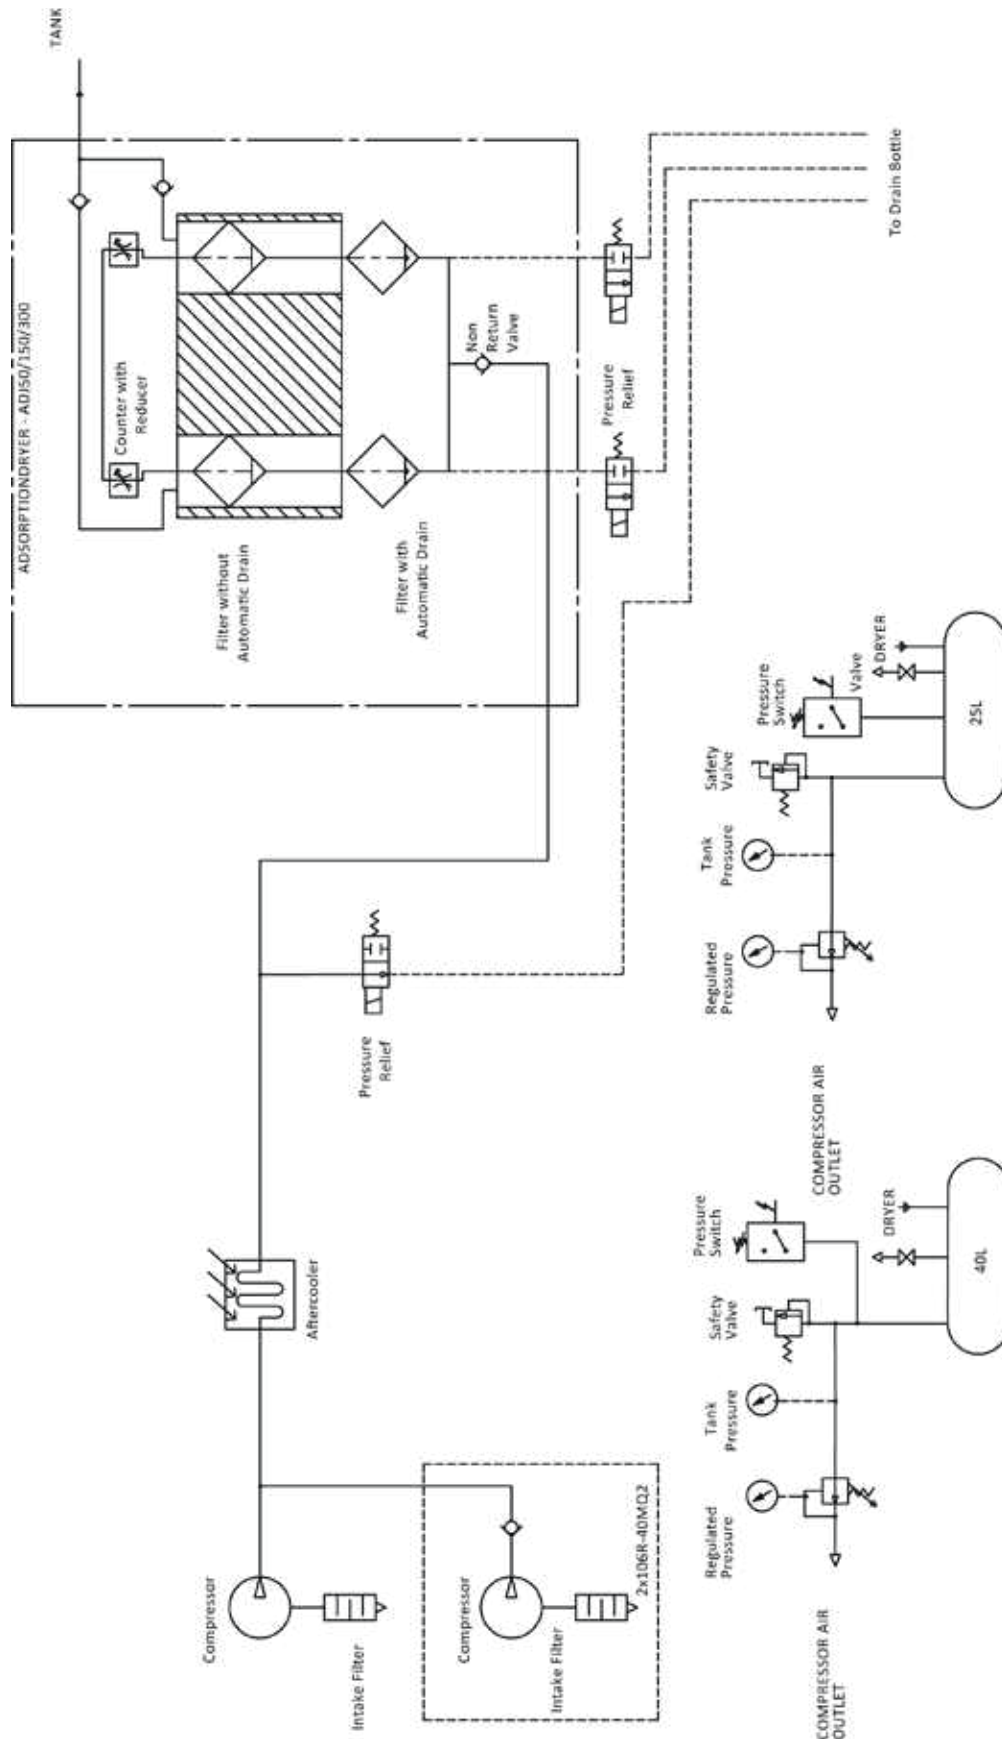 TANK
ADSORPTIONDRYER - ADJ50/150/300
Counter with
Reducer
Filter without
Automatic Drain
Filter with
Automatic Drain
Non
Return
Valve
Pressure
Relief
To Drain Bottle
Pressure
Relief
Aftercooler
Compressor
Intake Filter
Compressor
Intake Filter
2x106R-40MQ2
Regulated
Pressure
Tank
Pressure
Safety
Valve
Pressure
Switch
Valve
DRYER
25L
COMPRESSOR AIR
OUTLET
Regulated
Pressure
Tank
Pressure
Safety
Valve
Pressure
Switch
DRYER
40L
COMPRESSOR AIR
OUTLET